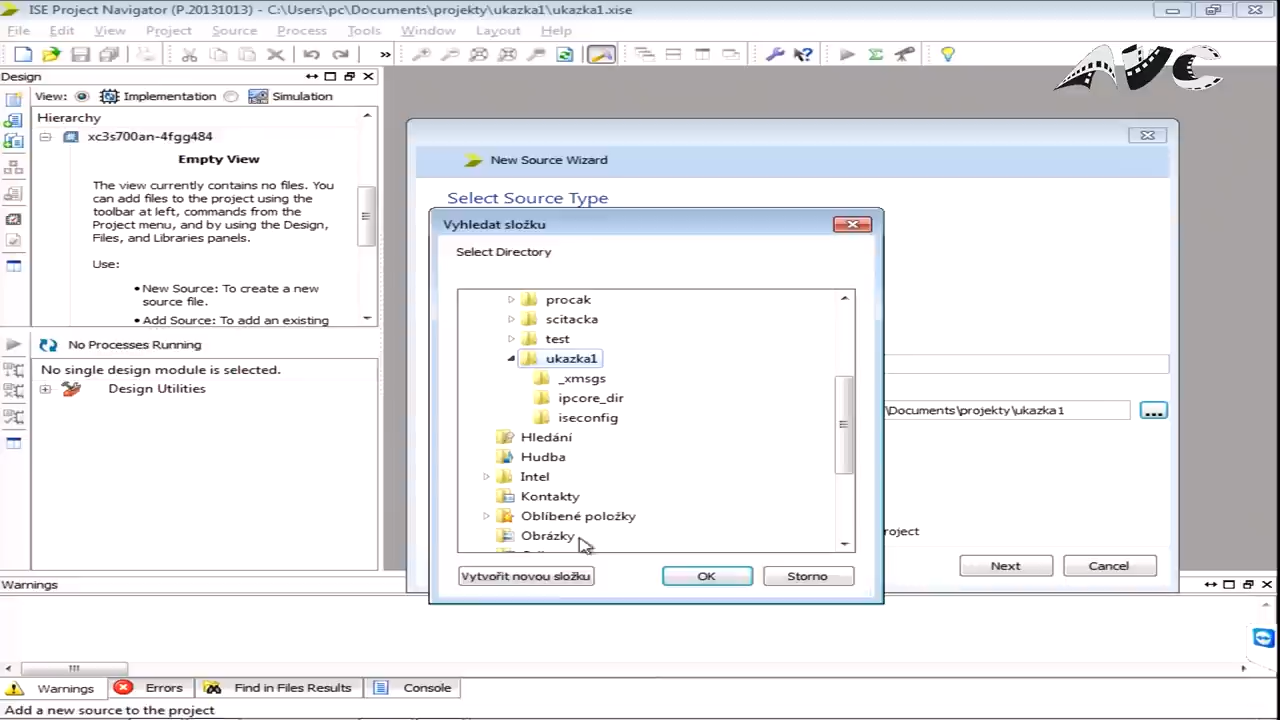 ISE Project Navigator (P.20131013) - C:\Users\pc\Documents\projekty\ukazka1\ukazka1.xise
File Edit View Project Source Process Tools Window Layout Help
AVC
Design
View: Implementation Simulation
Hierarchy
xc3s700an-4fgg484
Empty View
The view currently contains no files. You
can add files to the project using the
toolbar at left, commands from the
Project menu, and by using the Design,
Files, and Libraries panels.
Use:
• New Source: To create a new
source file.
• Add Source: To add an existing
No Processes Running
No single design module is selected.
Design Utilities
New Source Wizard
Select Source Type
Vyhledat složku
Select Directory
procak
scitacka
test
ukazka1
_xmsgs
ipcore_dir
iseconfig
Hledání
Hudba
Intel
Kontakty
Oblíbené položky
Obrázky
Vytvořit novou složku OK Storno
\Documents\projekty\ukazka1 ...
roject
Next Cancel
Warnings
Warnings Errors Find in Files Results Console
Add a new source to the project